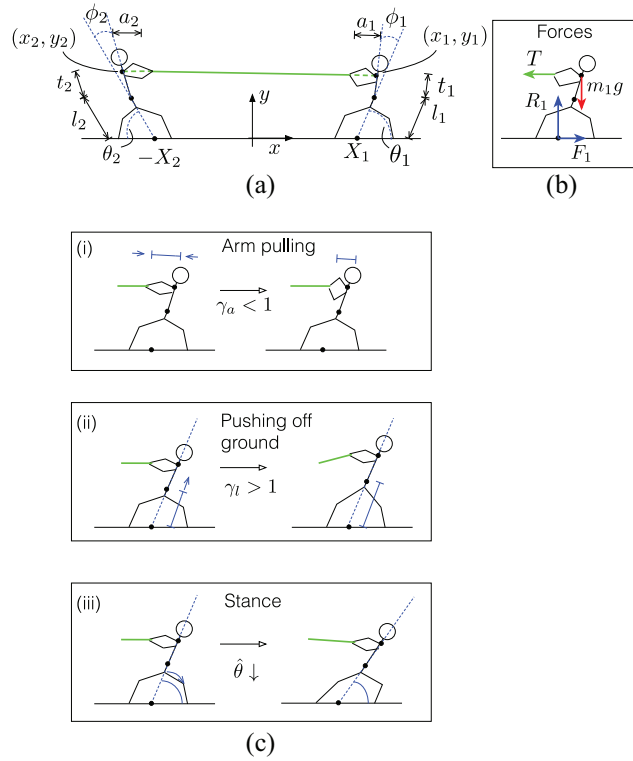 ϕ₂ a₂ a₁ ϕ₁ Forces
(x₂, y₂) (x₁, y₁)
T
m₁g
t₂ t₁ R₁
y
l₂ l₁
x F₁
θ₂ −X₂ X₁ θ₁
(a) (b)
(i) Arm pulling
γₐ < 1
(ii) Pushing off
ground
γₗ > 1
(iii) Stance
θ̂ ↓
(c)